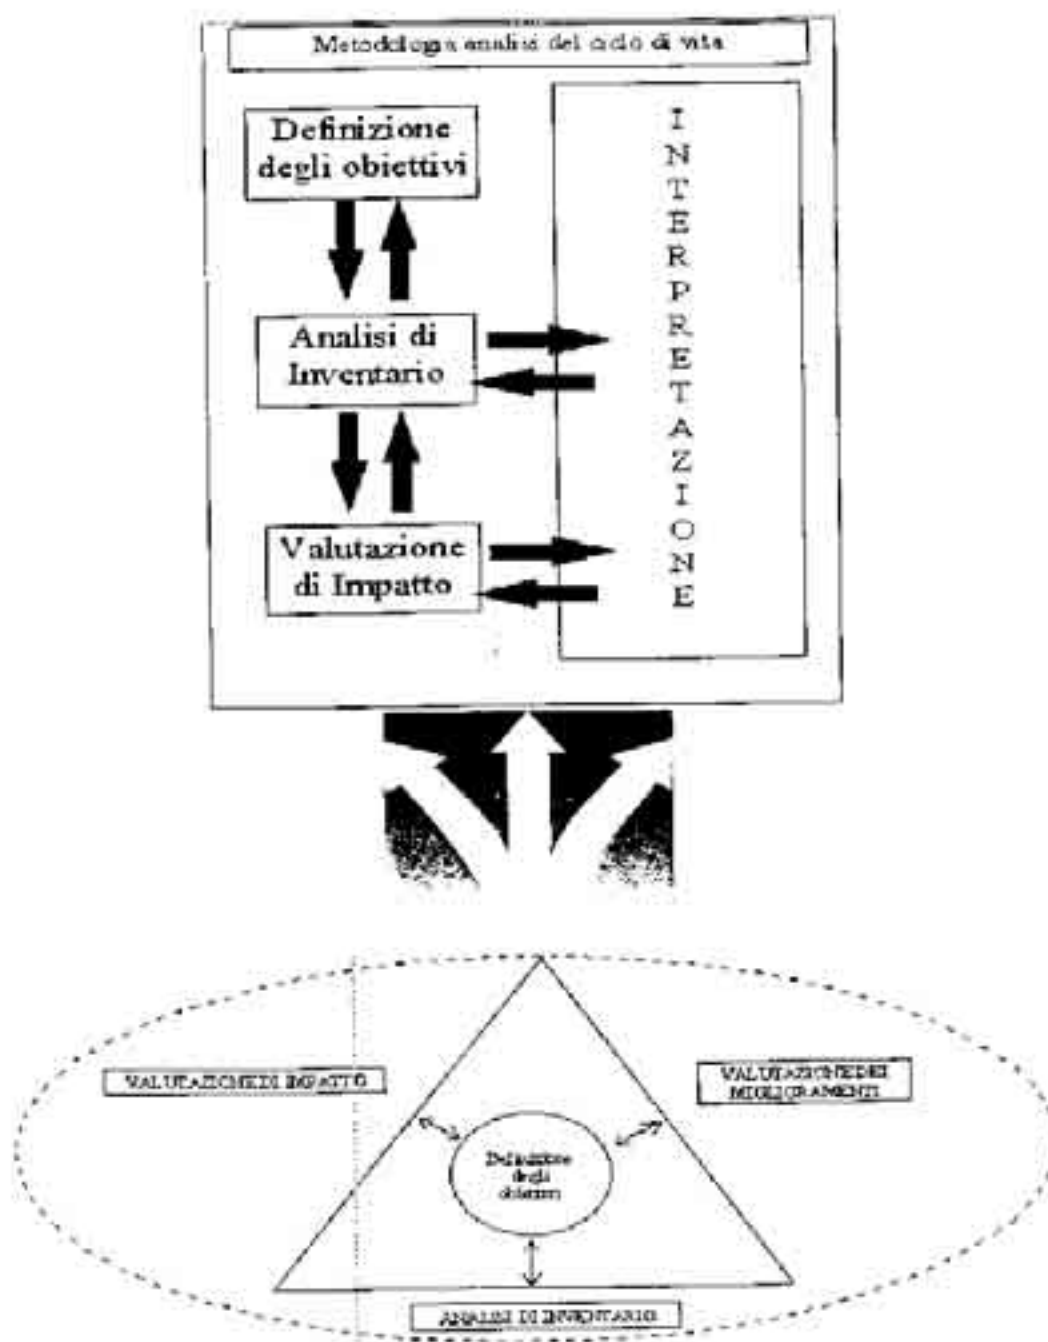 Metodologia analisi del ciclo di vita
Definizione
degli obiettivi
Analisi di
Inventario
Valutazione
di Impatto
INTERPRETAZIONE
VALUTAZIONE DI IMPATTO
VALUTAZIONE DEI
MIGLIORAMENTI
Definizione
degli
obiettivi
ANALISI DI INVENTARIO